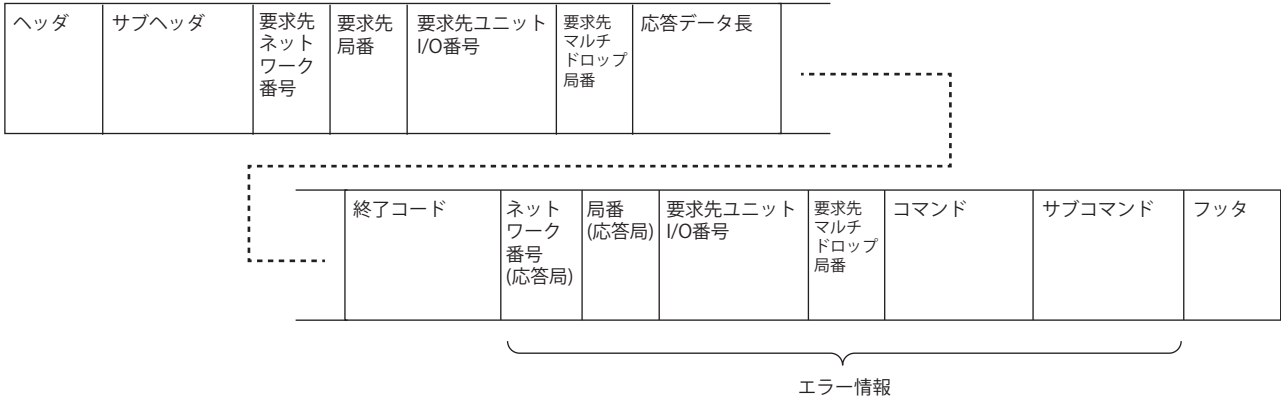 ヘッダ
サブヘッダ
要求先
ネット
ワーク
番号
要求先
局番
要求先ユニット
I/O番号
要求先
マルチ
ドロップ
局番
応答データ長
終了コード
ネット
ワーク
番号
(応答局)
局番
(応答局)
要求先ユニット
I/O番号
要求先
マルチ
ドロップ
局番
コマンド
サブコマンド
フッタ
エラー情報